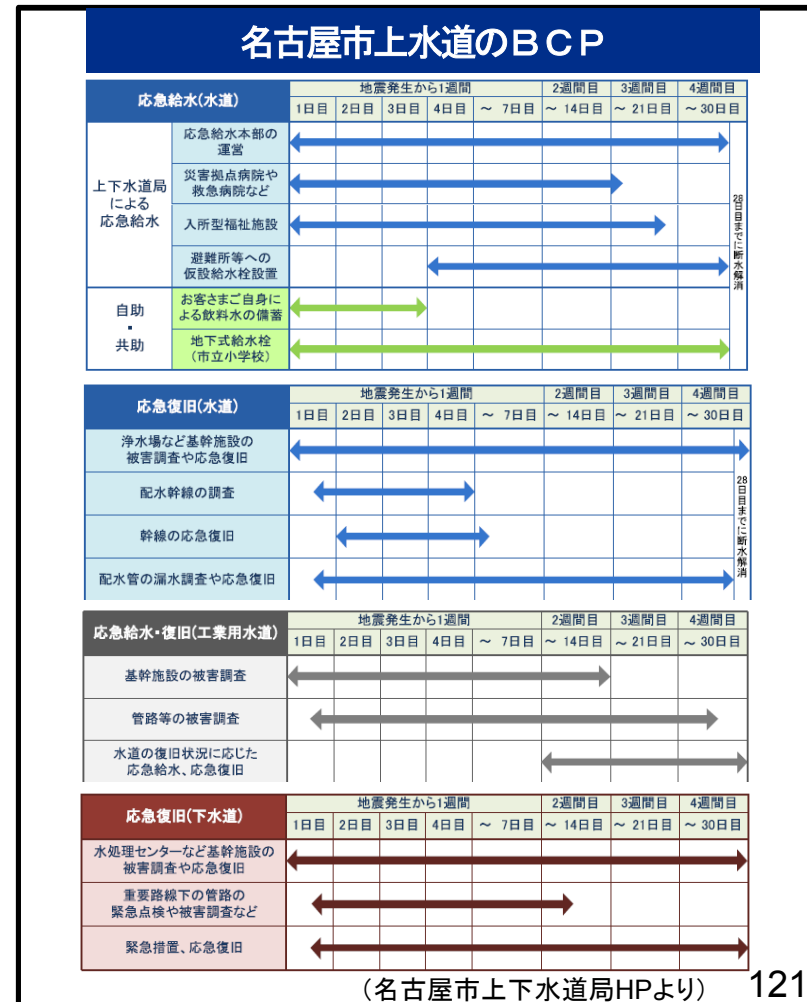 名古屋市上水道のBCP
応急給水(水道)
地震発生から1週間 2週間目 3週間目 4週間目
1日目 2日目 3日目 4日目 ～ 7日目 ～ 14日目 ～ 21日目 ～ 30日目
上下水道局
による
応急給水
応急給水本部の
運営
災害拠点病院や
救急病院など
入所型福祉施設
避難所等への
仮設給水栓設置
自助
・
共助
お客さまご自身に
よる飲料水の備蓄
地下式給水栓
(市立小学校)
28日目までに断水解消
応急復旧(水道)
地震発生から1週間 2週間目 3週間目 4週間目
1日目 2日目 3日目 4日目 ～ 7日目 ～ 14日目 ～ 21日目 ～ 30日目
浄水場など基幹施設の
被害調査や応急復旧
配水幹線の調査
幹線の応急復旧
配水管の漏水調査や応急復旧
28日目までに断水解消
応急給水・復旧(工業用水道)
地震発生から1週間 2週間目 3週間目 4週間目
1日目 2日目 3日目 4日目 ～ 7日目 ～ 14日目 ～ 21日目 ～ 30日目
基幹施設の被害調査
管路等の被害調査
水道の復旧状況に応じた
応急給水、応急復旧
応急復旧(下水道)
地震発生から1週間 2週間目 3週間目 4週間目
1日目 2日目 3日目 4日目 ～ 7日目 ～ 14日目 ～ 21日目 ～ 30日目
水処理センターなど基幹施設の
被害調査や応急復旧
重要路線下の管路の
緊急点検や被害調査など
緊急措置、応急復旧
(名古屋市上下水道局HPより) 121